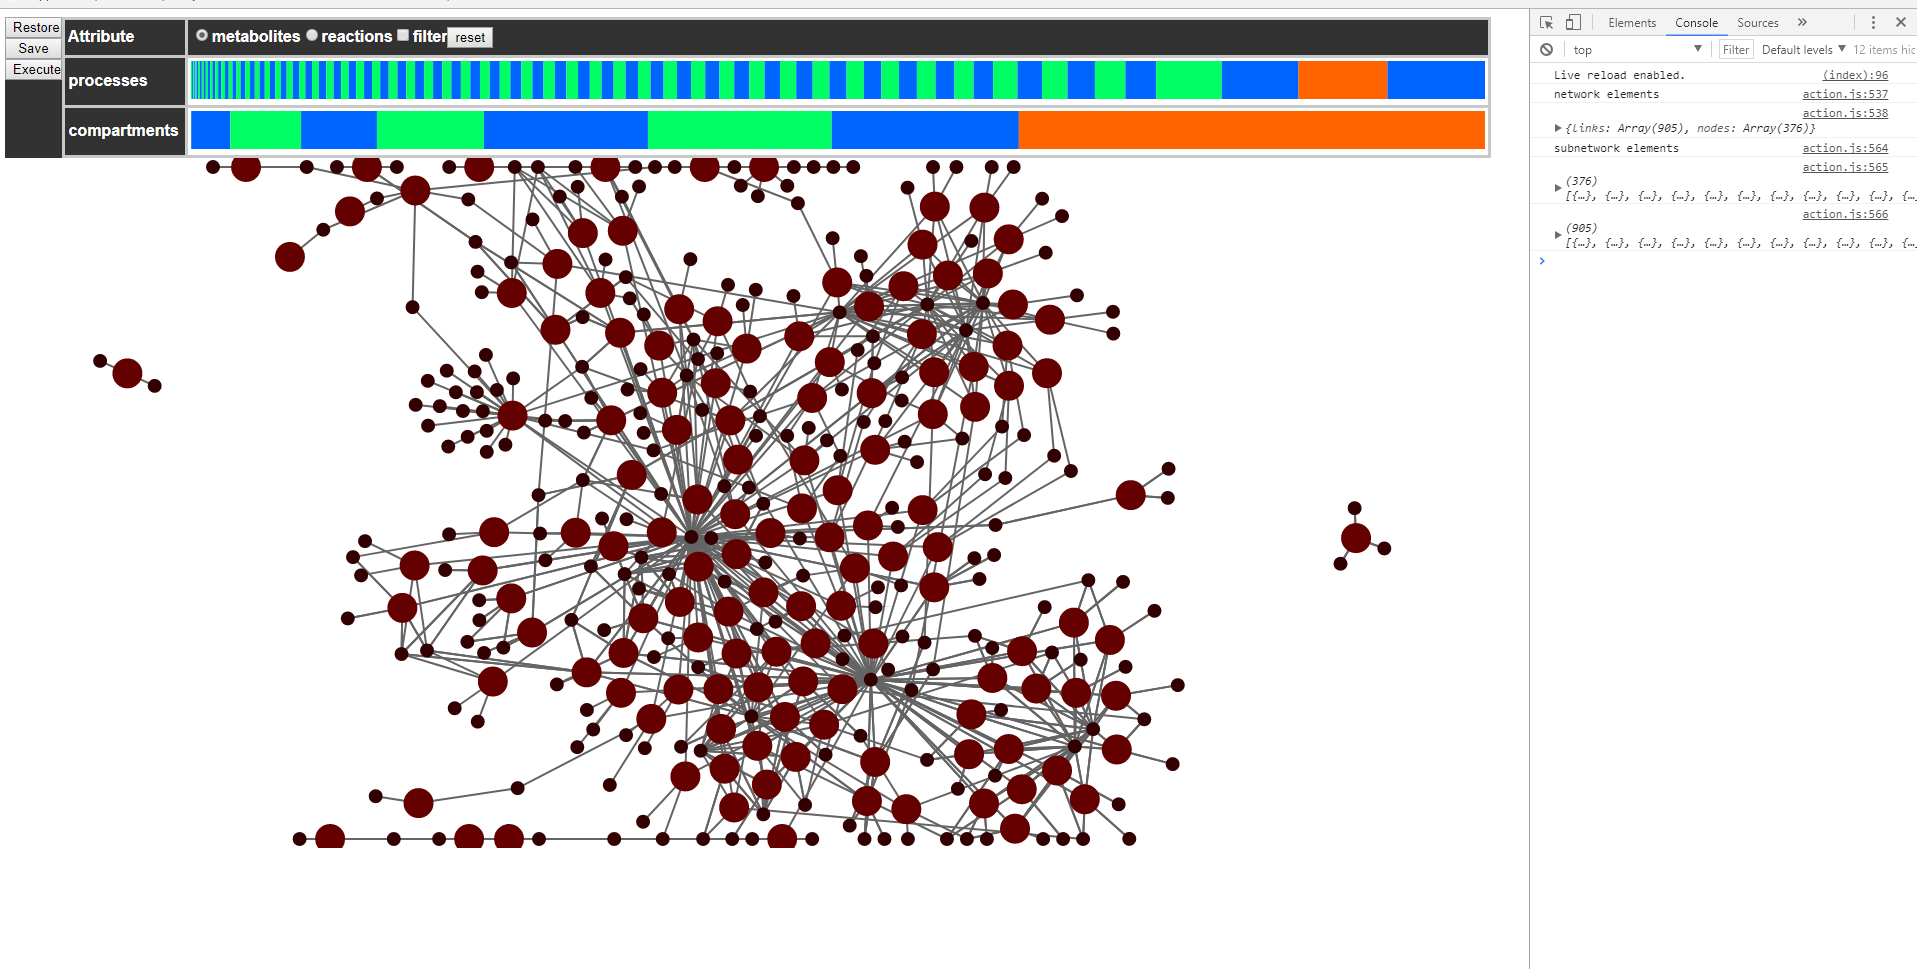 Restore
Save
Execute
Attribute
metabolites reactions filter reset
processes
compartments
Elements Console Sources »
top Filter Default levels 12 items hid
Live reload enabled. (index):96
network elements action.js:537
action.js:538
{links: Array(905), nodes: Array(376)}
subnetwork elements action.js:564
action.js:565
(376)
[{…}, {…}, {…}, {…}, {…}, {…}, {…}, {…}, {…}, {…}, {…
action.js:566
(905)
[{…}, {…}, {…}, {…}, {…}, {…}, {…}, {…}, {…}, {…}, {…